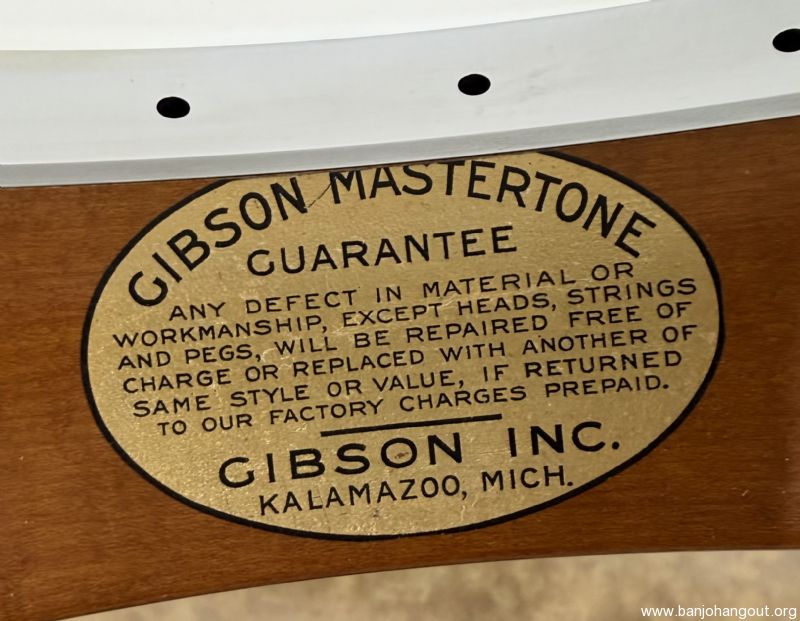 GIBSON MASTERTONE
GUARANTEE
ANY DEFECT IN MATERIAL OR
WORKMANSHIP, EXCEPT HEADS, STRINGS
AND PEGS, WILL BE REPAIRED FREE OF
CHARGE OR REPLACED WITH ANOTHER OF
SAME STYLE OR VALUE, IF RETURNED
TO OUR FACTORY CHARGES PREPAID.
GIBSON INC.
KALAMAZOO, MICH.
www.banjohangout.org